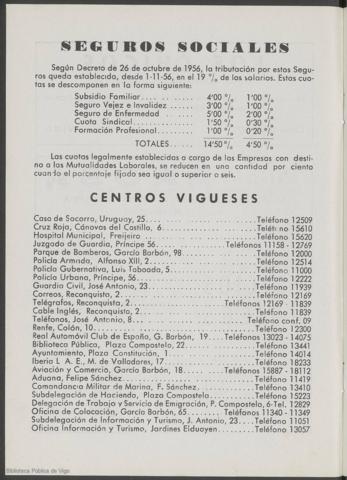 SEGUROS SOCIALES
Según Decreto de 26 de octubre de 1956, la tributación por estos Segu-
ros queda establecida, desde 1-11-56, en el 19 % de los salarios. Estas cuo-
tas se descomponen en la forma siguiente:
Subsidio Familiar........ 4'00 % 1'00 %
Seguro Vejez e Invalidez...... 3'00 % 1'00 %
Seguro de Enfermedad ..... 5'00 % 2'00 %
Cuota Sindical........... 1'50 % 0'30 %
Formación Profesional....... 1'00 % 0'20 %
TOTALES..... 14'50 % 4'50 %
Las cuotas legalmente establecidas a cargo de las Empresas con desti-
no a las Mutualidades Laborales, se reducen en una cantidad por ciento
cuando el porcentaje fijado sea igual o superior a seis.
CENTROS VIGUESES
Casa de Socorro, Uruguay, 25........Teléfono 12509
Cruz Roja, Cánovas del Castillo, 6........Teléfono 15610
Hospital Municipal, Freijeiro........Teléfono 15620
Juzgado de Guardia, Príncipe 56........Teléfonos 11158 - 12769
Parque de Bomberos, García Barbón, 98........Teléfono 12000
Policía Armada, Alfonso XIII, 2........Teléfono 12514
Policía Gubernativa, Luis Taboada, 5........Teléfono 11000
Policía Urbana, Príncipe, 56........Teléfono 12222
Guardia Civil, José Antonio, 23........Teléfono 11939
Correos, Reconquista, 2........Teléfono 12169
Telégrafos, Reconquista, 2........Teléfonos 12169 - 11839
Cable Inglés, Reconquista, 2........Teléfono 11839
Teléfonos, José Antonio, 8........Teléfono conf. 09
Renfe, Colón, 10........Teléfono 12300
Real Automóvil Club de España, G. Barbón, 19....Teléfonos 13023 - 14075
Biblioteca Pública, Plaza Compostela, 22........Teléfono 13441
Ayuntamiento, Plaza Constitución, 1........Teléfono 14014
Iberia L A E., M. de Valladares, 17........Teléfono 18233
Aviación y Comercio, García Barbón, 18......Teléfonos 15887 - 18112
Aduana, Felipe Sánchez........Teléfono 11419
Comandancia Militar de Marina, F. Sánchez........Teléfono 13410
Subdelegación de Hacienda, Plaza Compostela........Teléfono 15223
Delegación de Trabajo y Servicio de Emigración, P. Compostela, 6-Tel. 12829
Oficina de Colocación, García Barbón, 65........Teléfonos 11340 - 11349
Subdelegación de Información y Turismo, J. Antonio, 23....Teléfono 11051
Oficina Información y Turismo, Jardines Elduayen........Teléfono 13057
Biblioteca Pública de Vigo